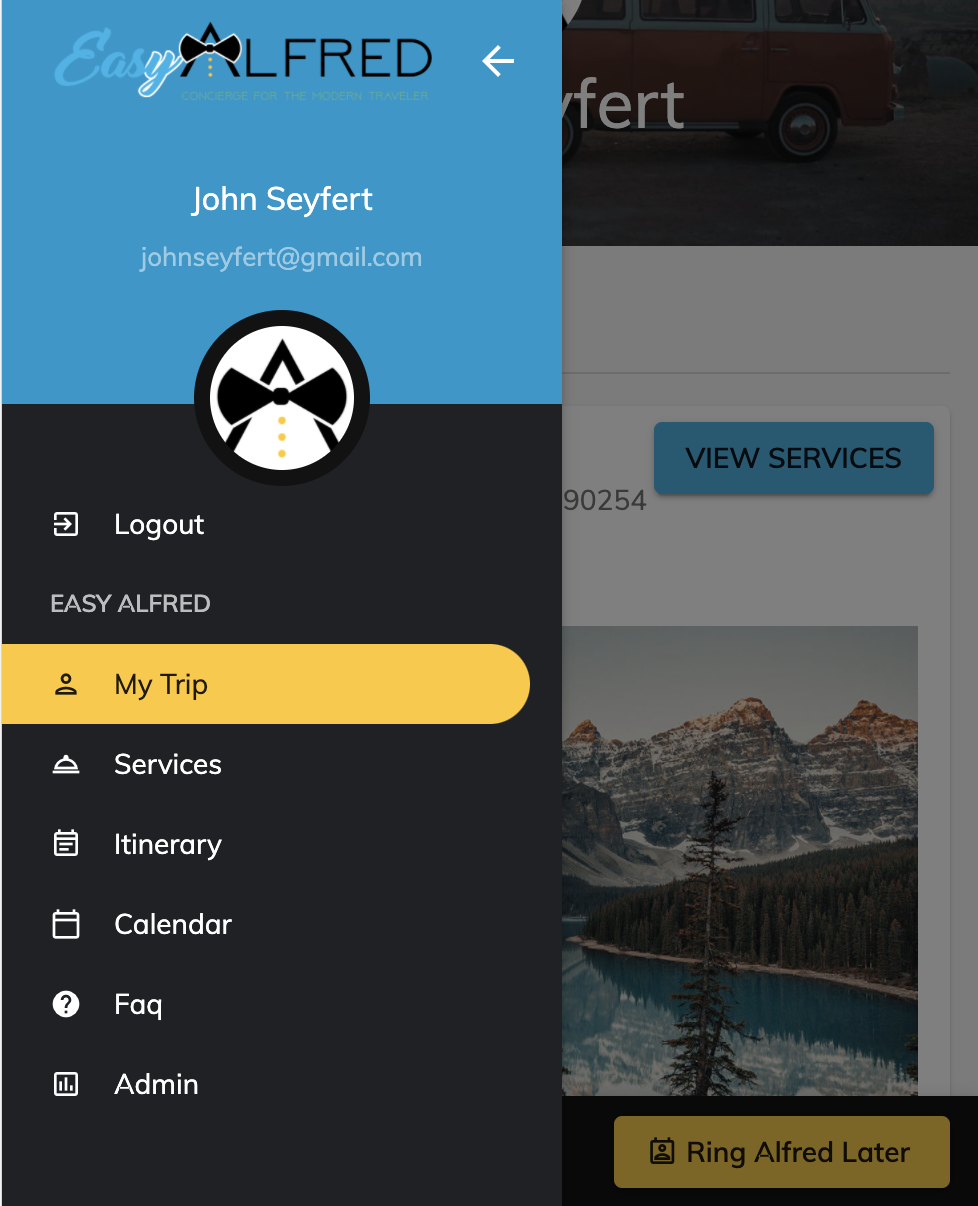 Easy ALFRED
CONCIERGE FOR THE MODERN TRAVELER
yfert
John Seyfert
johnseyfert@gmail.com
VIEW SERVICES
90254
Logout
EASY ALFRED
My Trip
Services
Itinerary
Calendar
Faq
Admin
Ring Alfred Later